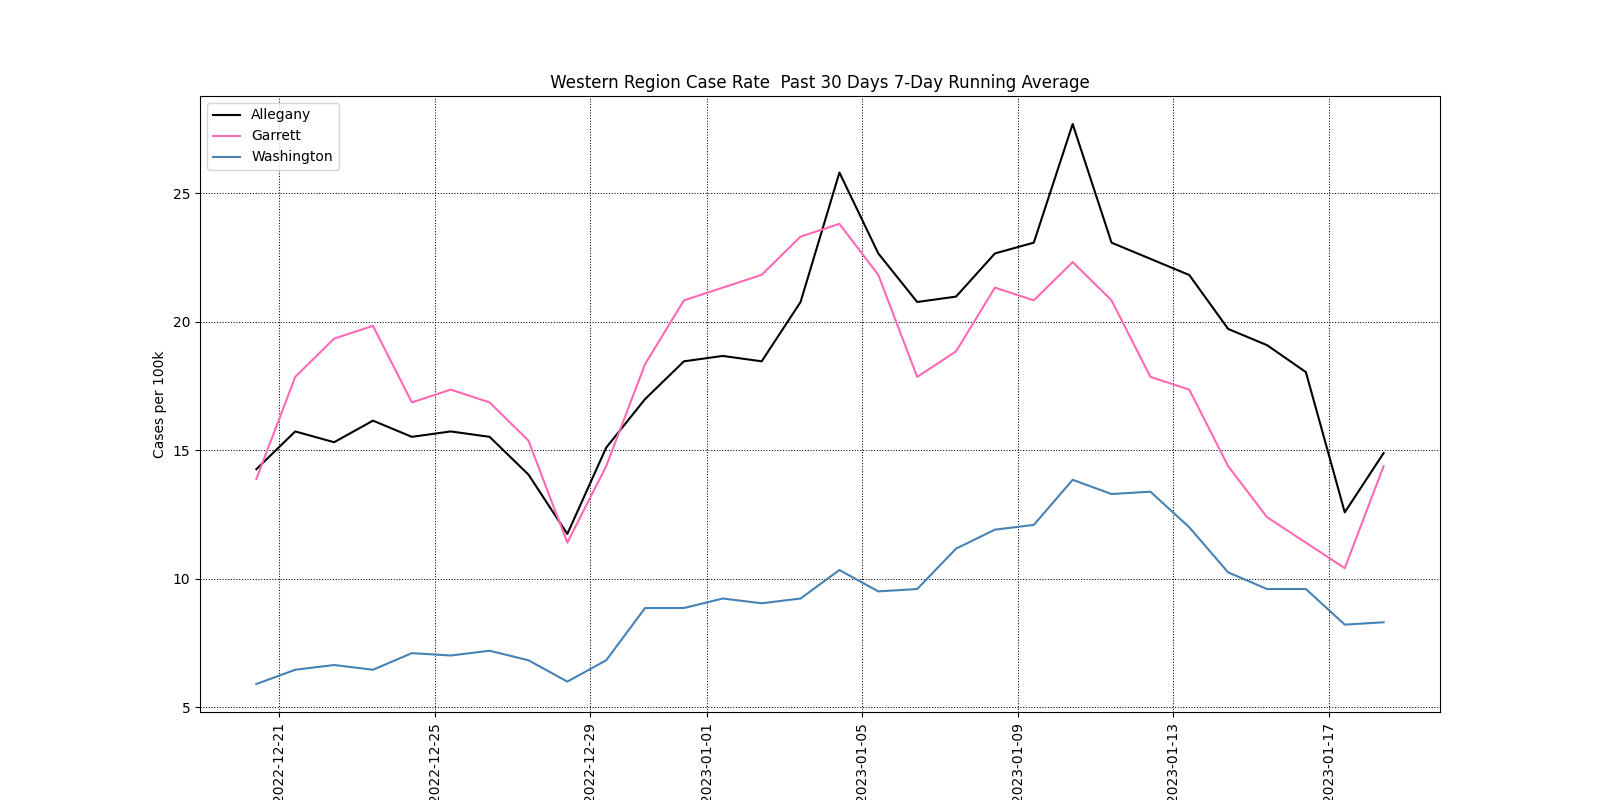 Western Region Case Rate  Past 30 Days 7-Day Running Average
Allegany
Garrett
Washington
Cases per 100k
25
20
15
10
5
2022-12-21
2022-12-25
2022-12-29
2023-01-01
2023-01-05
2023-01-09
2023-01-13
2023-01-17